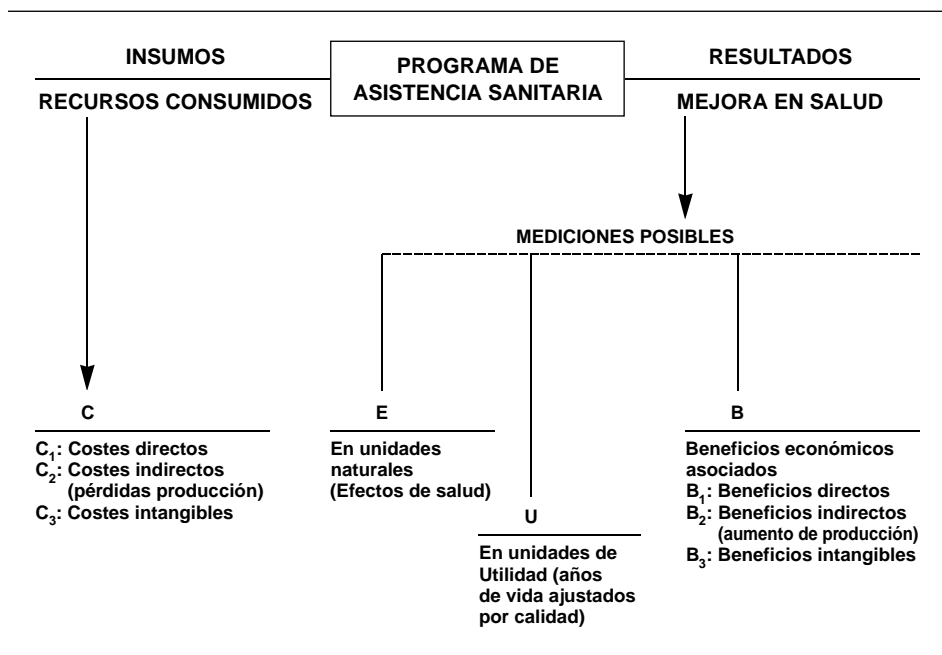 INSUMOS
PROGRAMA DE
ASISTENCIA SANITARIA
RESULTADOS
RECURSOS CONSUMIDOS
MEJORA EN SALUD
MEDICIONES POSIBLES
C
C1: Costes directos
C2: Costes indirectos
(pérdidas producción)
C3: Costes intangibles
E
En unidades
naturales
(Efectos de salud)
U
En unidades de
Utilidad (años
de vida ajustados
por calidad)
B
Beneficios económicos
asociados
B1: Beneficios directos
B2: Beneficios indirectos
(aumento de producción)
B3: Beneficios intangibles